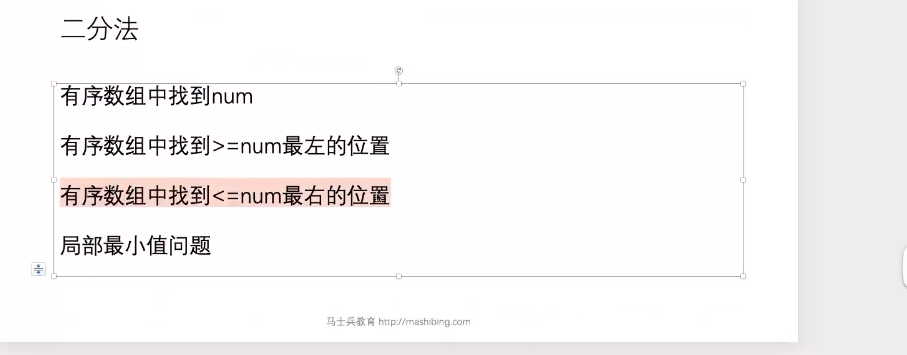 二分法
有序数组中找到num
有序数组中找到>=num最左的位置
有序数组中找到<=num最右的位置
局部最小值问题
马士兵教育 http://mashibing.com